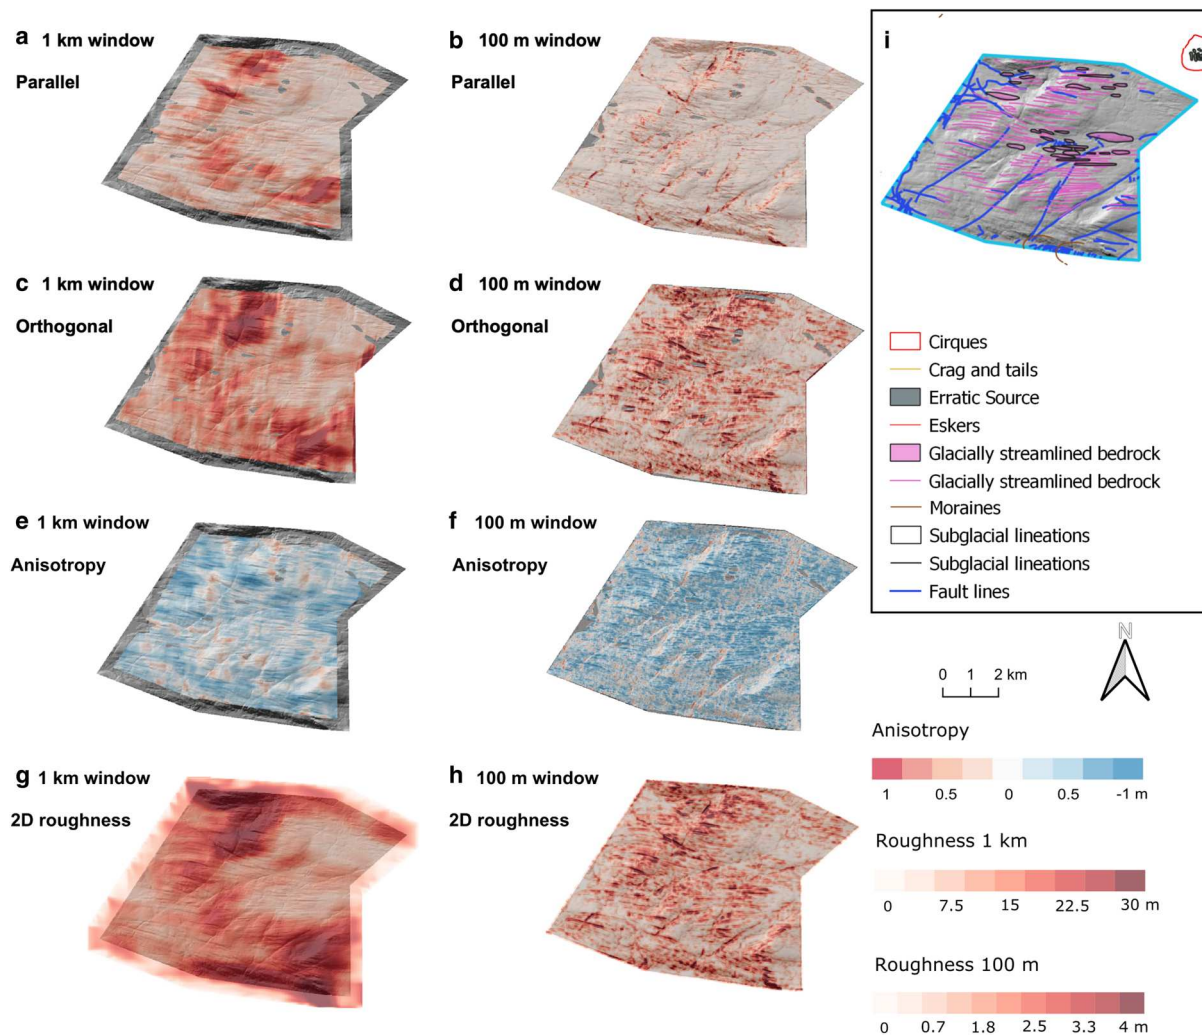 a 1 km window
Parallel
b 100 m window
Parallel
c 1 km window
Orthogonal
d 100 m window
Orthogonal
e 1 km window
Anisotropy
f 100 m window
Anisotropy
g 1 km window
2D roughness
h 100 m window
2D roughness
i
Cirques
Crag and tails
Erratic Source
Eskers
Glacially streamlined bedrock
Glacially streamlined bedrock
Moraines
Subglacial lineations
Subglacial lineations
Fault lines
N
0 1 2 km
Anisotropy
1 0.5 0 0.5 -1 m
Roughness 1 km
0 7.5 15 22.5 30 m
Roughness 100 m
0 0.7 1.8 2.5 3.3 4 m